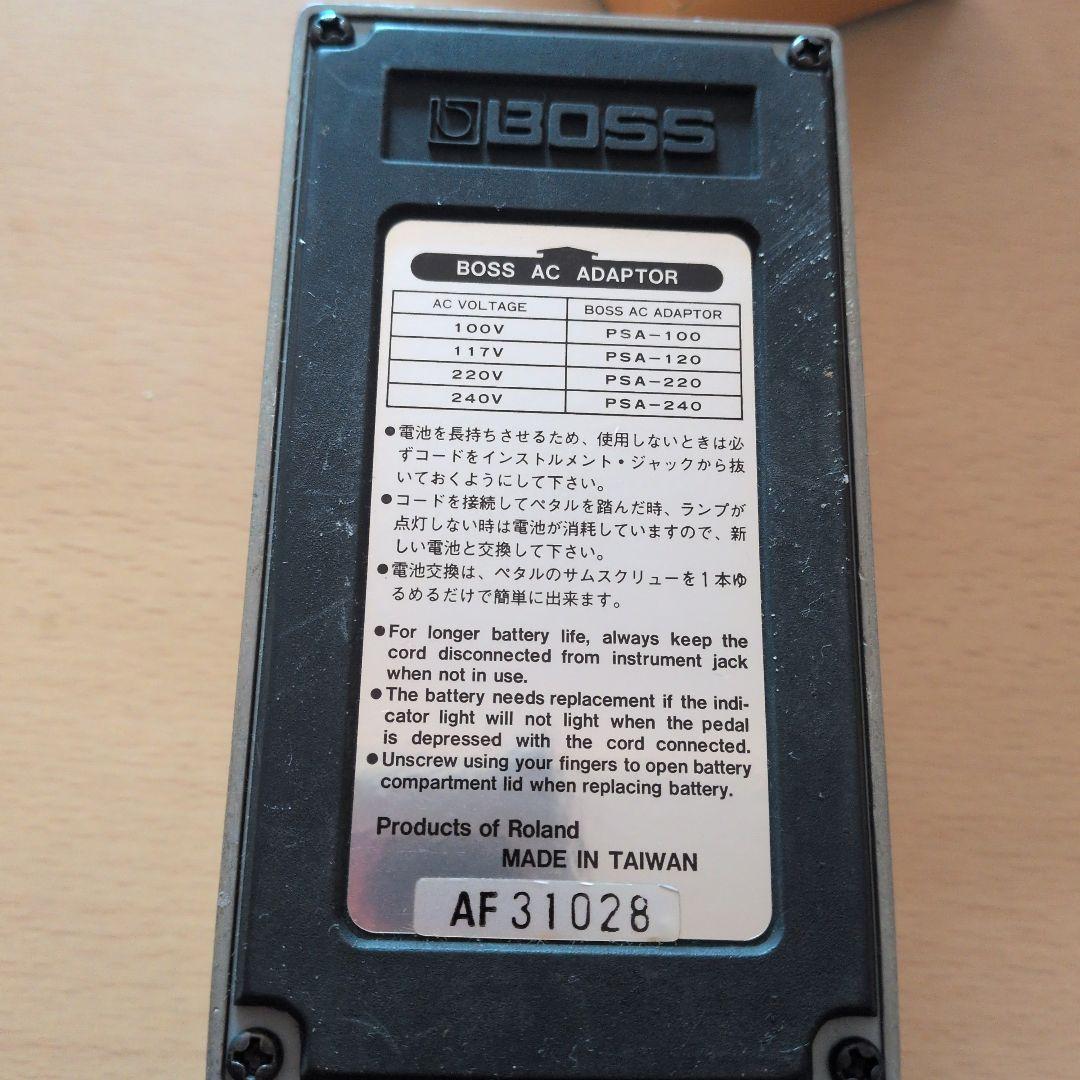 BOSS
BOSS AC ADAPTOR
AC VOLTAGE BOSS AC ADAPTOR
100V PSA-100
117V PSA-120
220V PSA-220
240V PSA-240
●電池を長持ちさせるため、使用しないときは必
ずコードをインストルメント・ジャックから抜
いておくようにして下さい。
●コードを接続してペタルを踏んだ時、ランプが
点灯しない時は電池が消耗していますので、新
しい電池と交換して下さい。
●電池交換は、ペタルのサムスクリューを1本ゆ
るめるだけで簡単に出来ます。
●For longer battery life, always keep the
cord disconnected from instrument jack
when not in use.
●The battery needs replacement if the indi-
cator light will not light when the pedal
is depressed with the cord connected.
●Unscrew using your fingers to open battery
compartment lid when replacing battery.
Products of Roland
MADE IN TAIWAN
AF31028